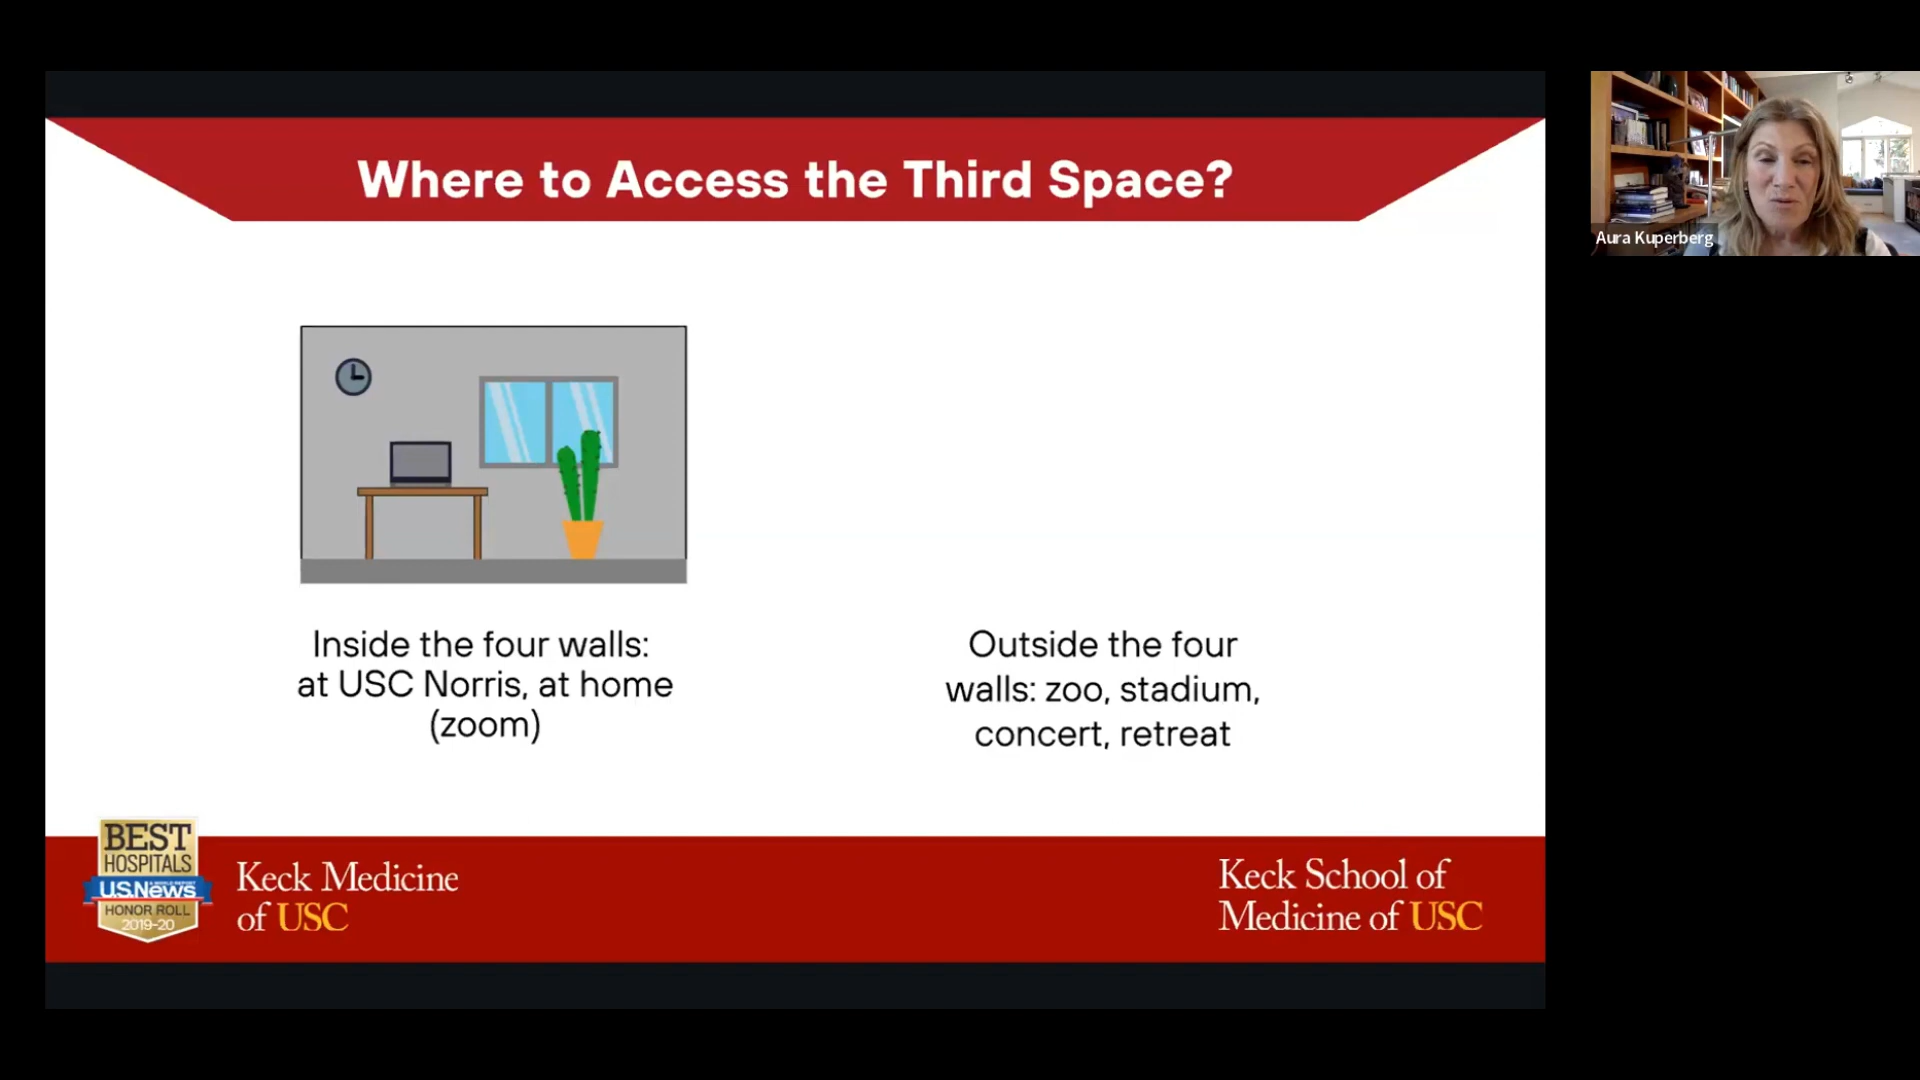 Where to Access the Third Space?
Aura Kuperberg
Inside the four walls:
at USC Norris, at home
(zoom)
Outside the four
walls: zoo, stadium,
concert, retreat
BEST
HOSPITALS
U.S.News
HONOR ROLL
2019-20
Keck Medicine
of USC
Keck School of
Medicine of USC